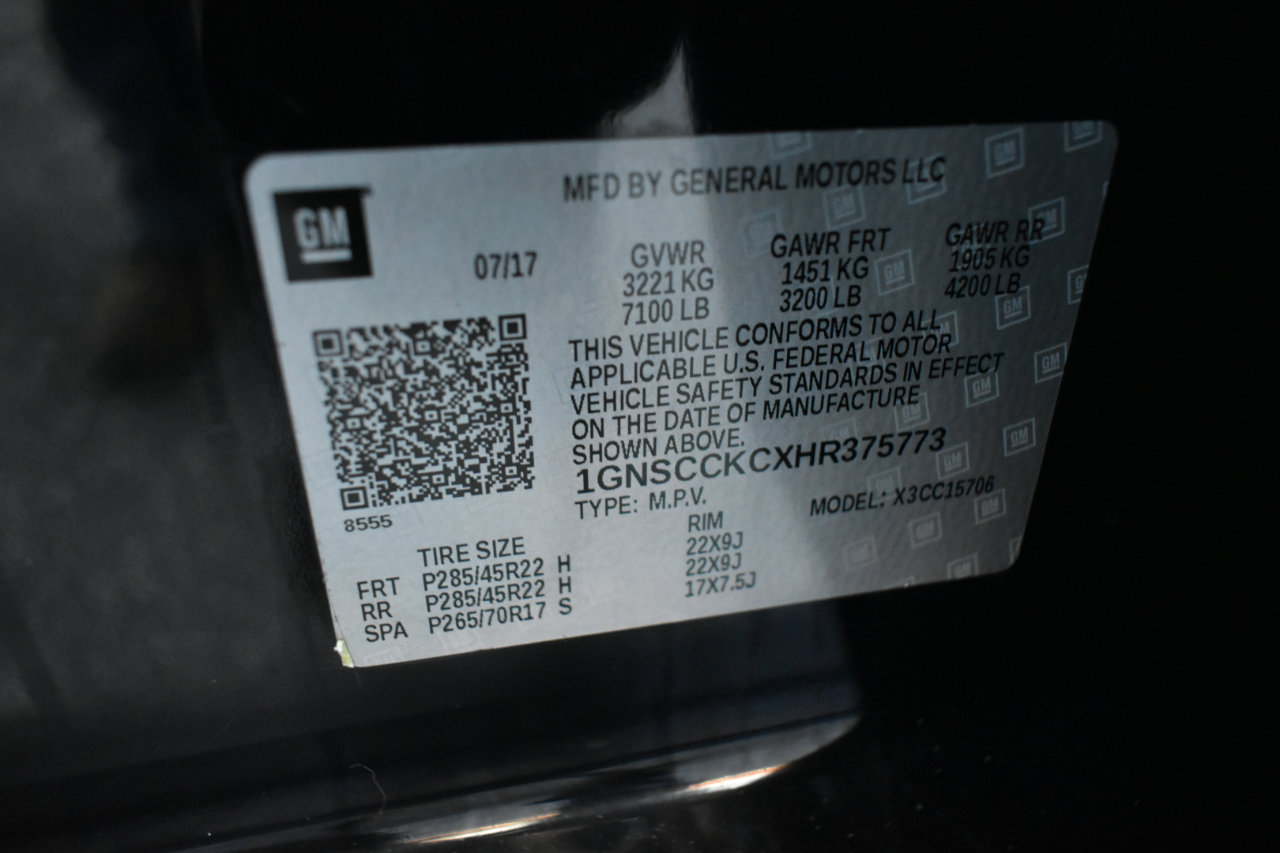 GM
MFD BY GENERAL MOTORS LLC
07/17
GVWR GAWR FRT GAWR RR
3221 KG 1451 KG 1905 KG
7100 LB 3200 LB 4200 LB
THIS VEHICLE CONFORMS TO ALL
APPLICABLE U.S. FEDERAL MOTOR
VEHICLE SAFETY STANDARDS IN EFFECT
ON THE DATE OF MANUFACTURE
SHOWN ABOVE.
1GNSCCKCXHR375773
TYPE: M.P.V. MODEL: X3CC15706
8555
TIRE SIZE RIM
FRT P285/45R22 H 22X9J
RR P285/45R22 H 22X9J
SPA P265/70R17 S 17X7.5J